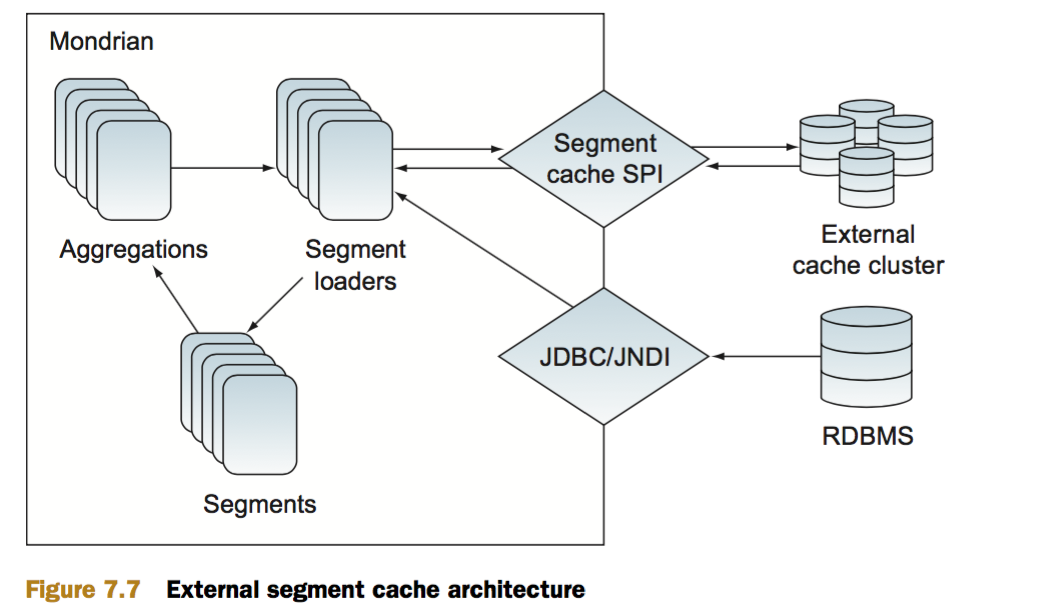 Mondrian
Aggregations
Segment
loaders
Segment
cache SPI
External
cache cluster
Segments
JDBC/JNDI
RDBMS
Figure 7.7 External segment cache architecture